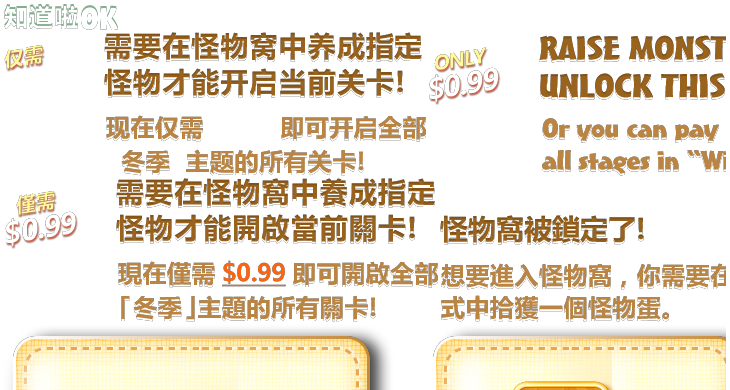 知道啦OK
仅需
需要在怪物窝中养成指定
怪物才能开启当前关卡!
ONLY
$0.99
RAISE MONST
UNLOCK THIS
现在仅需 即可开启全部
冬季 主题的所有关卡!
Or you can pay
all stages in “Wi
僅需
$0.99
需要在怪物窩中養成指定
怪物才能開啟當前關卡!
怪物窩被鎖定了!
現在僅需 $0.99 即可開啟全部
「冬季」主題的所有關卡!
想要進入怪物窩，你需要在
式中拾獲一個怪物蛋。